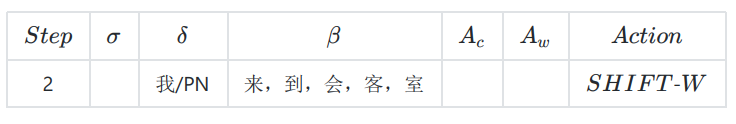 Step σ δ β A_c A_w Action
2 我/PN 来，到，会，客，室 SHIFT-W